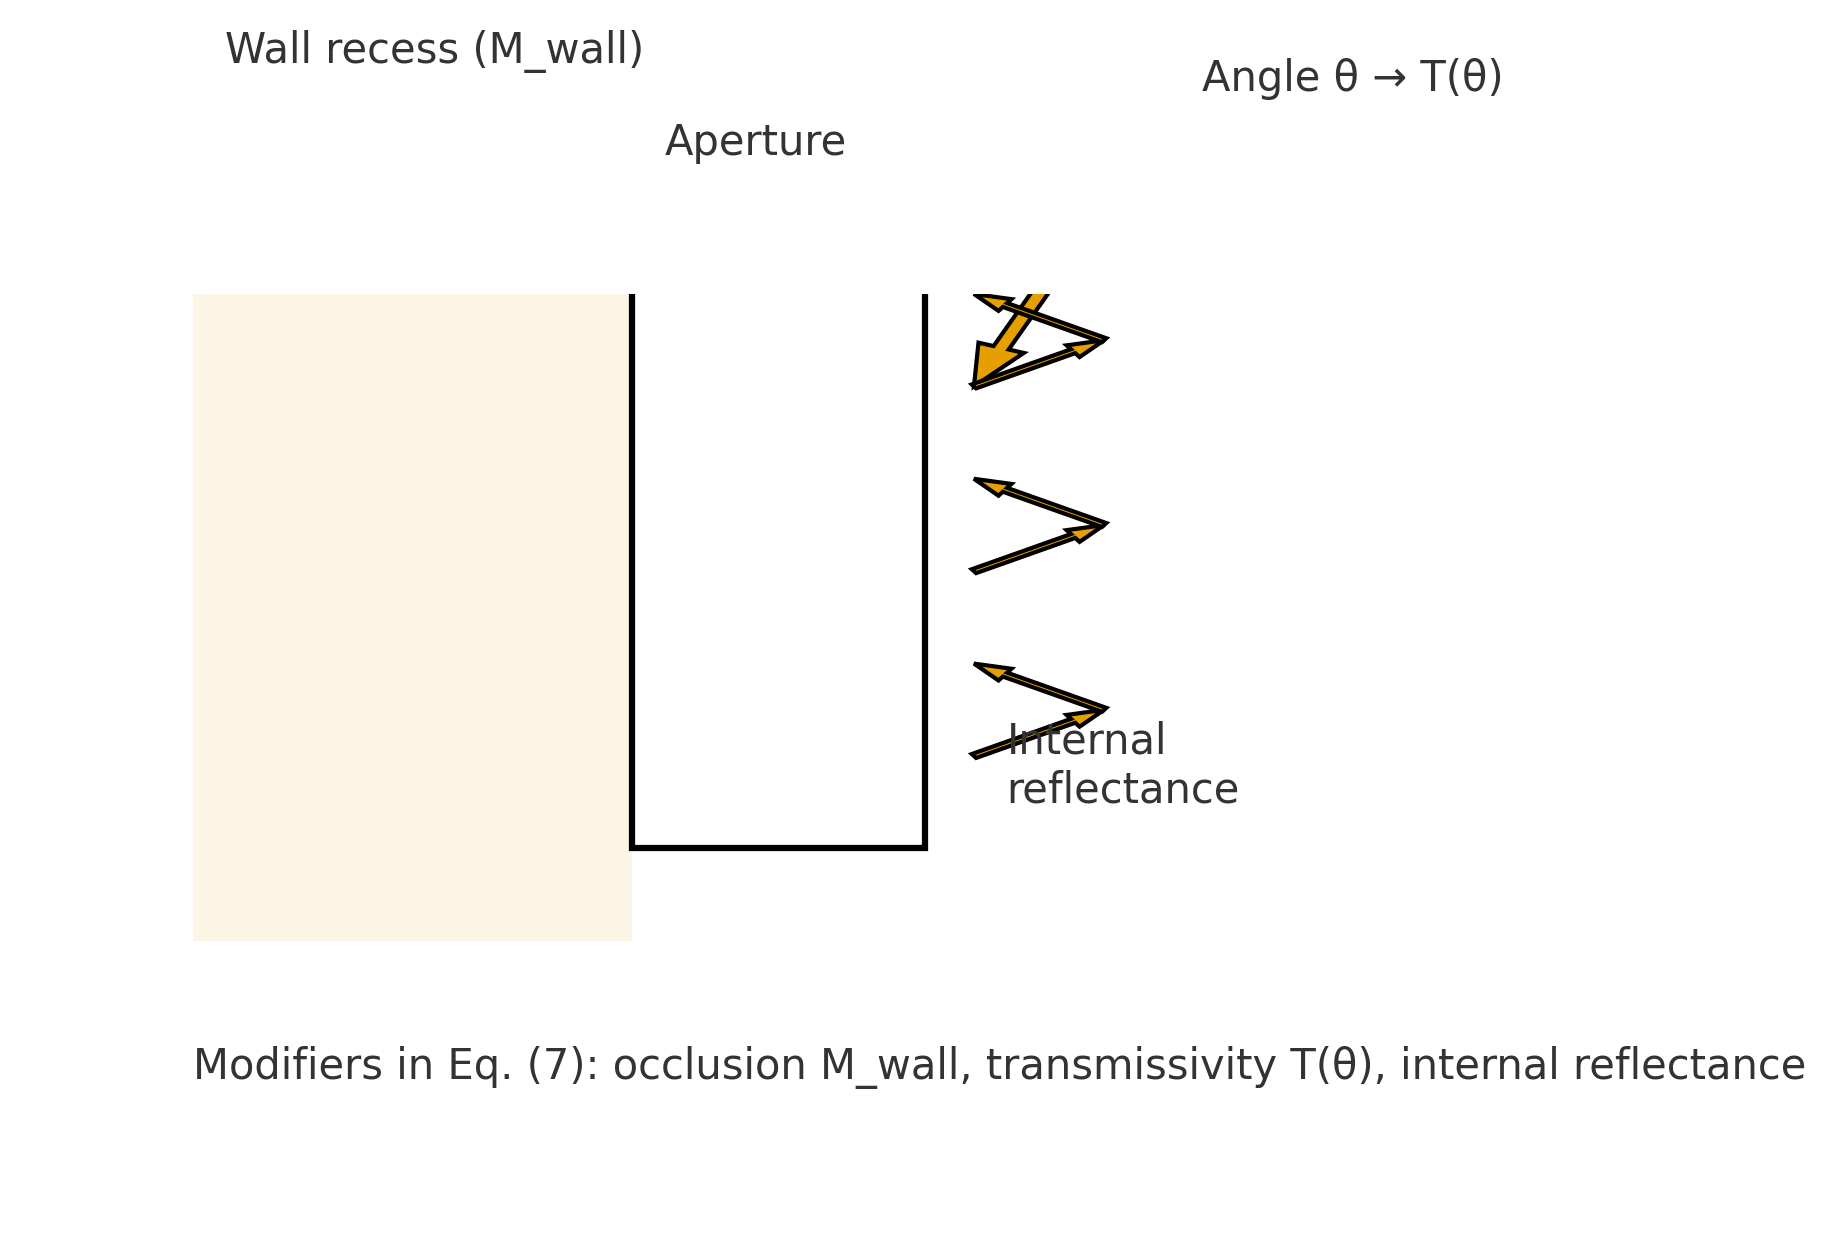 Wall recess (M_wall)
Angle θ → T(θ)
Aperture
Internal
reflectance
Modifiers in Eq. (7): occlusion M_wall, transmissivity T(θ), internal reflectance